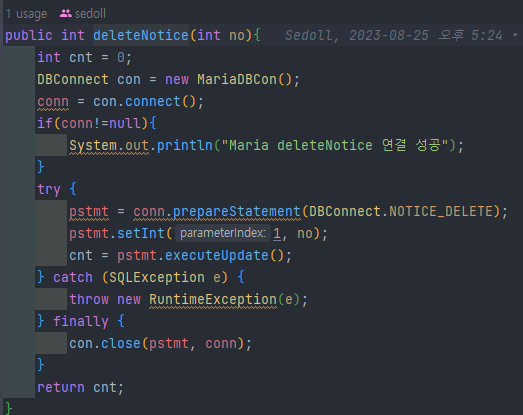 1 usage sedoll
public int deleteNotice(int no){ Sedoll, 2023-08-25 오후 5:24 •
int cnt = 0;
DBConnect con = new MariaDBCon();
conn = con.connect();
if(conn!=null){
System.out.println("Maria deleteNotice 연결 성공");
}
try {
pstmt = conn.prepareStatement(DBConnect.NOTICE_DELETE);
pstmt.setInt( parameterIndex: 1, no);
cnt = pstmt.executeUpdate();
} catch (SQLException e) {
throw new RuntimeException(e);
} finally {
con.close(pstmt, conn);
}
return cnt;
}